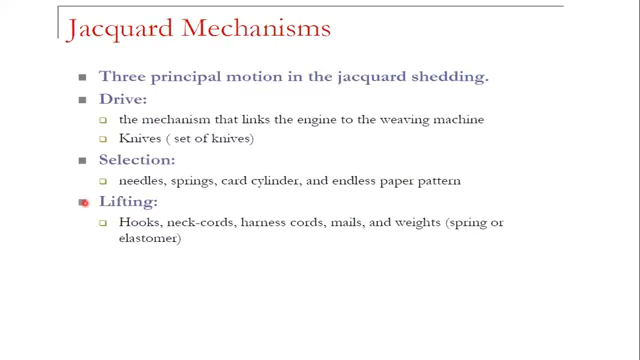 Jacquard Mechanisms
Three principal motion in the jacquard shedding.
Drive:
the mechanism that links the engine to the weaving machine
Knives ( set of knives)
Selection:
needles, springs, card cylinder, and endless paper pattern
Lifting:
Hooks, neck-cords, harness cords, mails, and weights (spring or
elastomer)